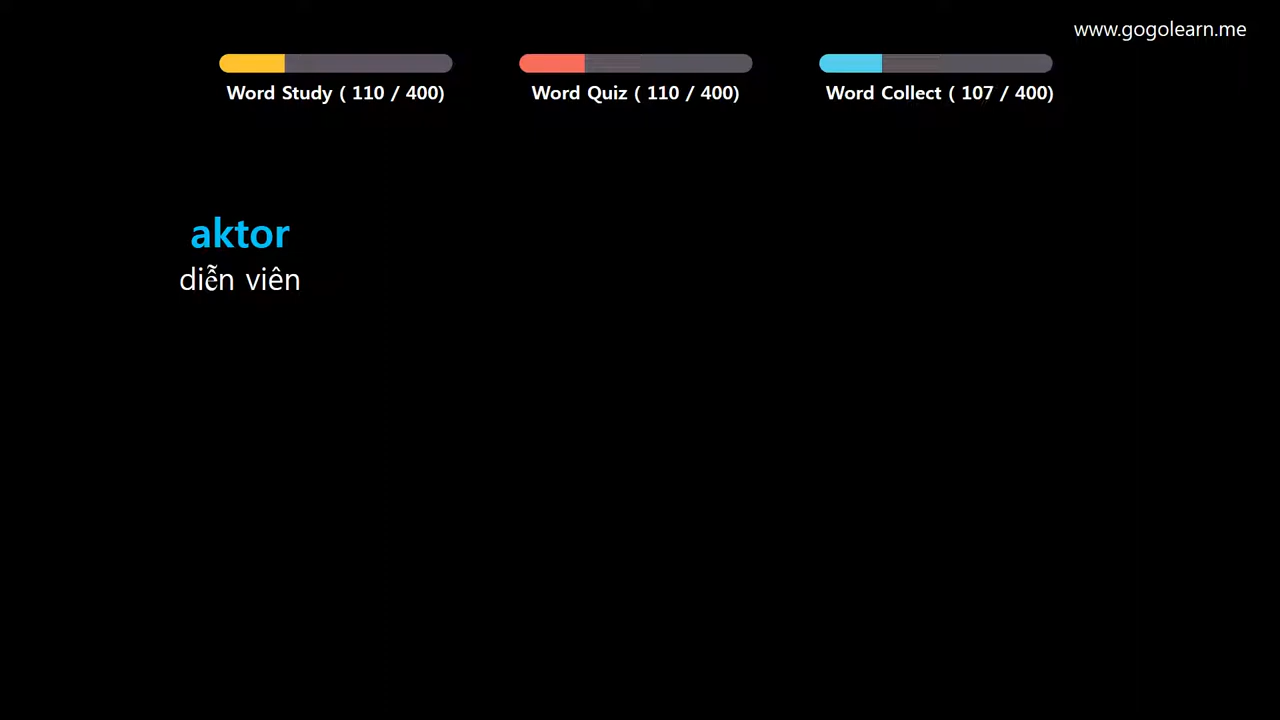 www.gogolearn.me
Word Study ( 110 / 400)
Word Quiz ( 110 / 400)
Word Collect ( 107 / 400)
aktor
diễn viên